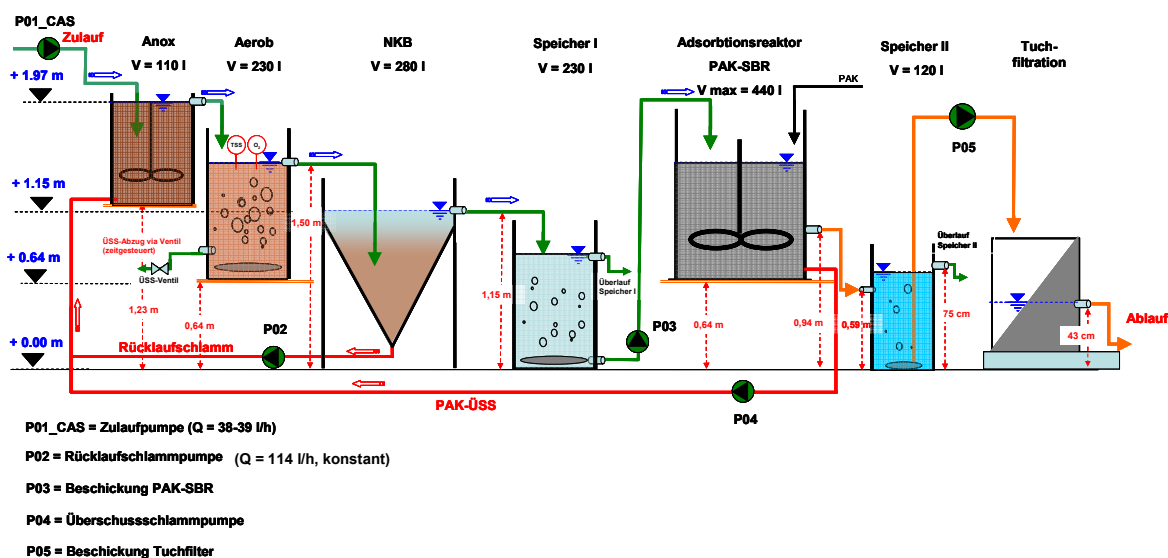 P01_CAS
Zulauf
Anox
V = 110 l
Aerob
V = 230 l
NKB
V = 280 l
Speicher I
V = 230 l
Adsorbtionsreaktor
PAK-SBR
V max = 440 l
PAK
Speicher II
V = 120 l
Tuch-
filtration
+ 1.97 m
+ 1.15 m
+ 0.64 m
+ 0.00 m
TSS
O₂
P05
1,50 m
ÜSS-Abzug via Ventil
(zeitgesteuert)
ÜSS-Ventil
1,23 m
0,64 m
P02
Rücklaufschlamm
1,15 m
Überlauf
Speicher I
P03
0,64 m
0,94 m
0,59 m
Überlauf
Speicher II
75 cm
43 cm
Ablauf
PAK-ÜSS
P04
P01_CAS = Zulaufpumpe (Q = 38-39 l/h)
P02 = Rücklaufschlammpumpe (Q = 114 l/h, konstant)
P03 = Beschickung PAK-SBR
P04 = Überschussschlammpumpe
P05 = Beschickung Tuchfilter